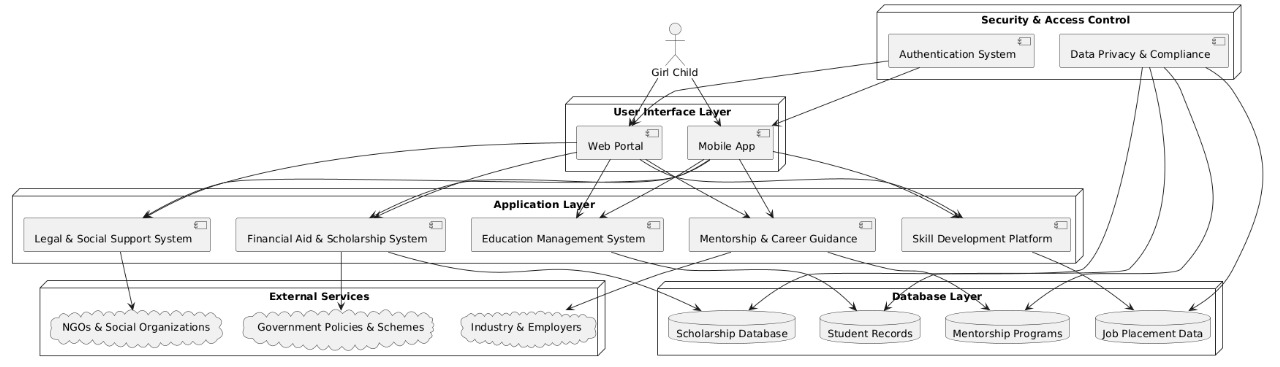 Security & Access Control
Authentication System
Data Privacy & Compliance
Girl Child
User Interface Layer
Web Portal
Mobile App
Application Layer
Legal & Social Support System
Financial Aid & Scholarship System
Education Management System
Mentorship & Career Guidance
Skill Development Platform
External Services
NGOs & Social Organizations
Government Policies & Schemes
Industry & Employers
Database Layer
Scholarship Database
Student Records
Mentorship Programs
Job Placement Data